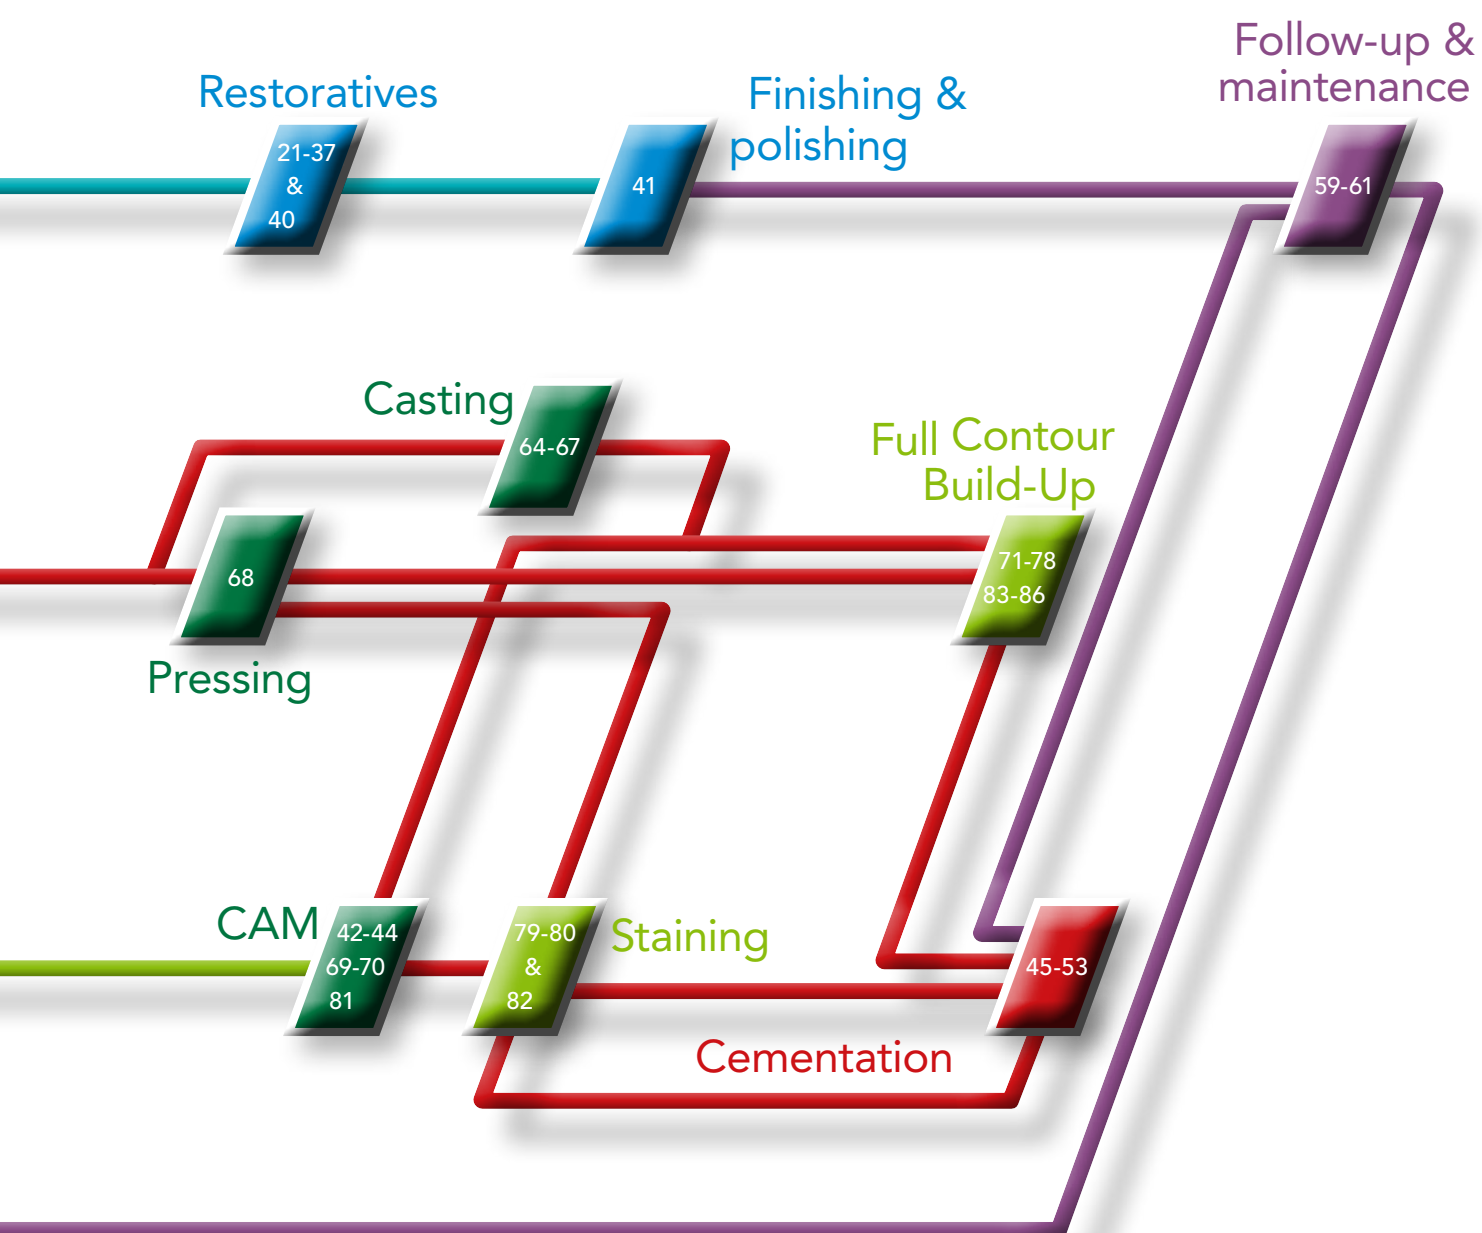 Follow-up &
maintenance
Restoratives
Finishing &
polishing
21-37
&
40
41
59-61
Casting
64-67
Full Contour
Build-Up
71-78
83-86
68
Pressing
CAM
42-44
69-70
81
79-80
&
82
Staining
45-53
Cementation